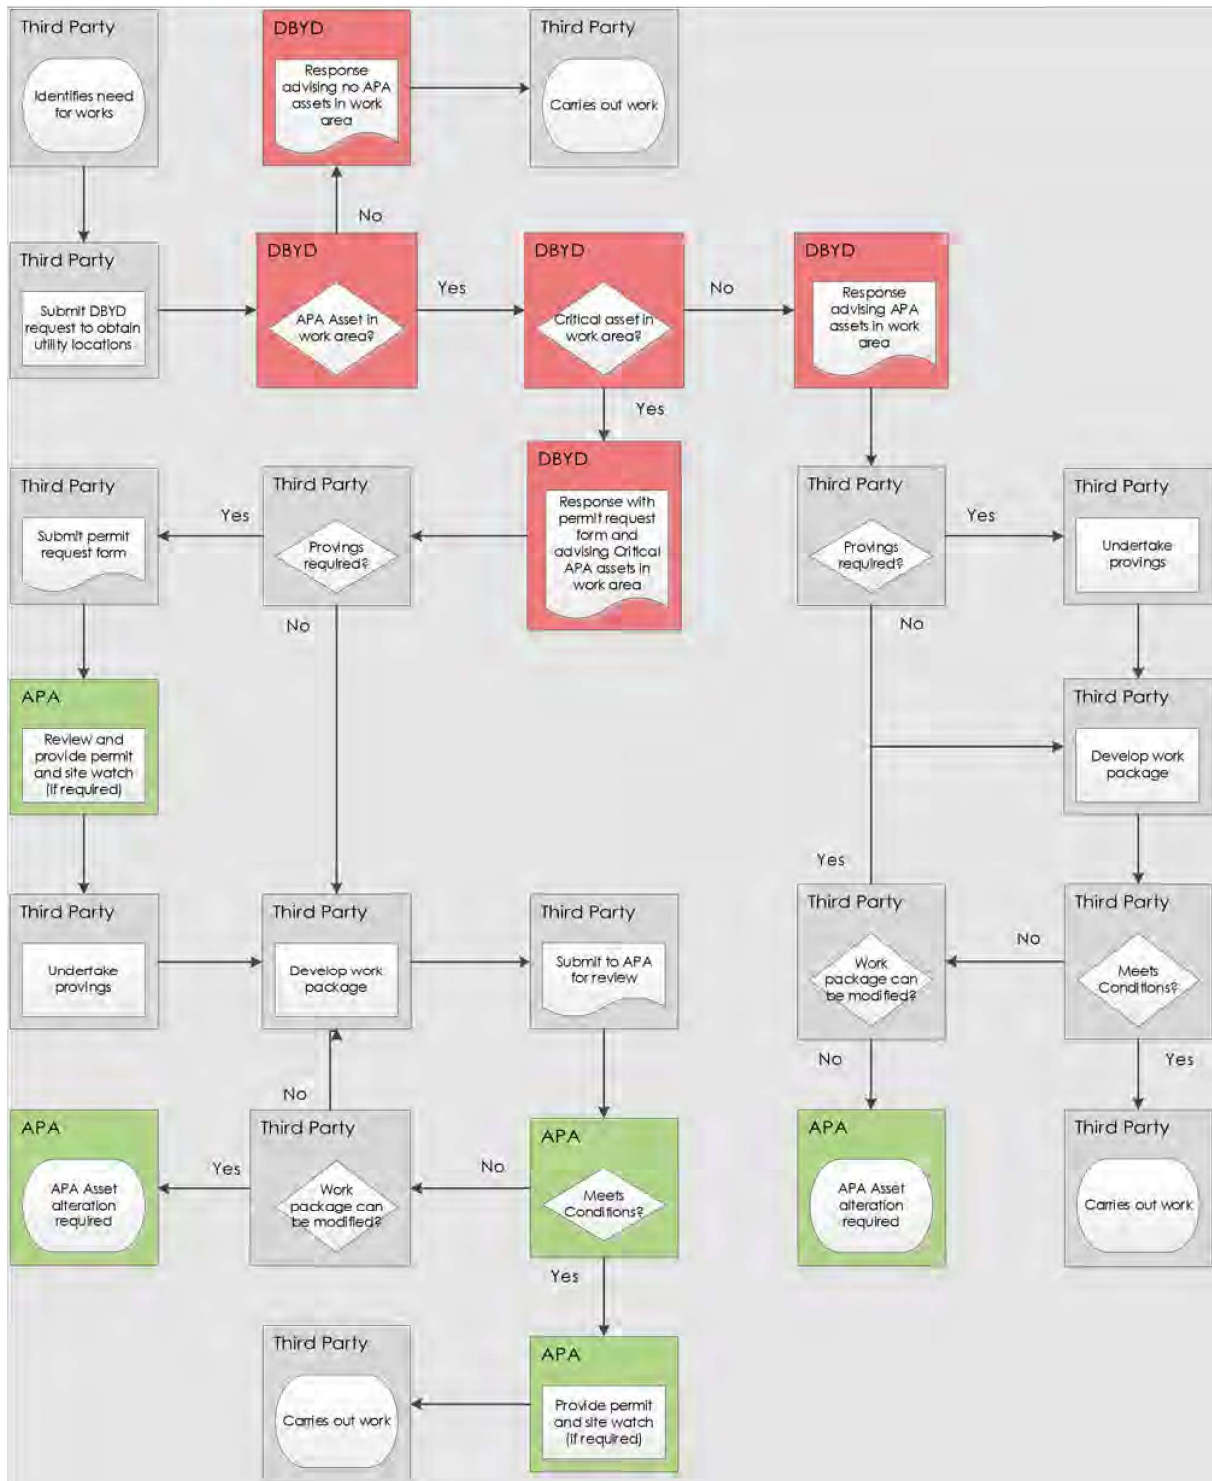 Third Party
Identifies need
for works
DBYD
Response
advising no APA
assets in work
area
Third Party
Carries out work
No
Third Party
Submit DBYD
request to obtain
utility locations
DBYD
APA Asset in
work area?
Yes
DBYD
Critical asset in
work area?
No
DBYD
Response
advising APA
assets in work
area
Yes
Third Party
Submit permit
request form
Yes
Third Party
Provings
required?
No
DBYD
Response with
permit request
form and
advising Critical
APA assets in
work area
Third Party
Provings
required?
Yes
No
Third Party
Undertake
provings
APA
Review and
provide permit
and site watch
(if required)
Third Party
Develop work
package
Third Party
Undertake
provings
Third Party
Develop work
package
Third Party
Submit to APA
for review
Yes
Third Party
Work
package can
be modified?
No
Third Party
Meets
Conditions?
No
Yes
No
APA
APA Asset
alteration
required
Yes
Third Party
Work
package can
be modified?
No
APA
Meets
Conditions?
Yes
APA
APA Asset
alteration
required
Third Party
Carries out work
Third Party
Carries out work
APA
Provide permit
and site watch
(if required)